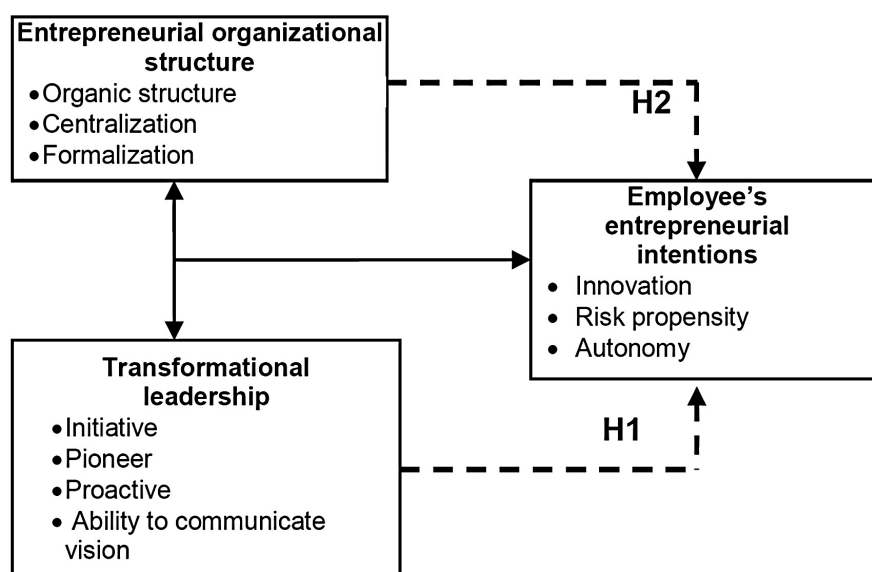 Entrepreneurial organizational
structure
•Organic structure
•Centralization
•Formalization
H2
Employee’s
entrepreneurial
intentions
• Innovation
• Risk propensity
• Autonomy
Transformational
leadership
•Initiative
•Pioneer
•Proactive
• Ability to communicate
vision
H1